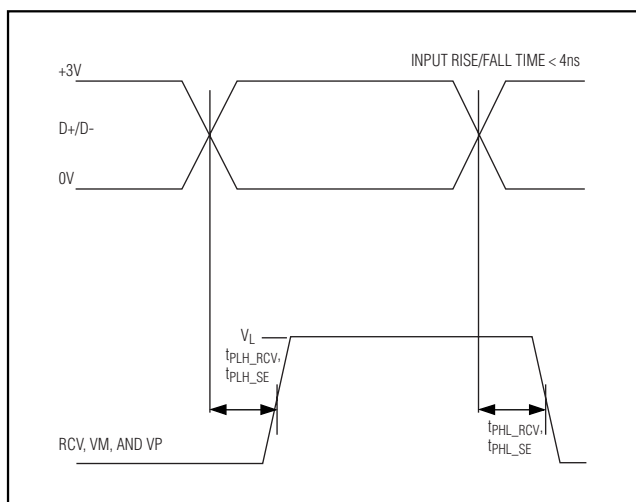 +3V
INPUT RISE/FALL TIME < 4ns
D+/D-
0V
VL
tPLH_RCV,
tPLH_SE
tPHL_RCV,
tPHL_SE
RCV, VM, AND VP